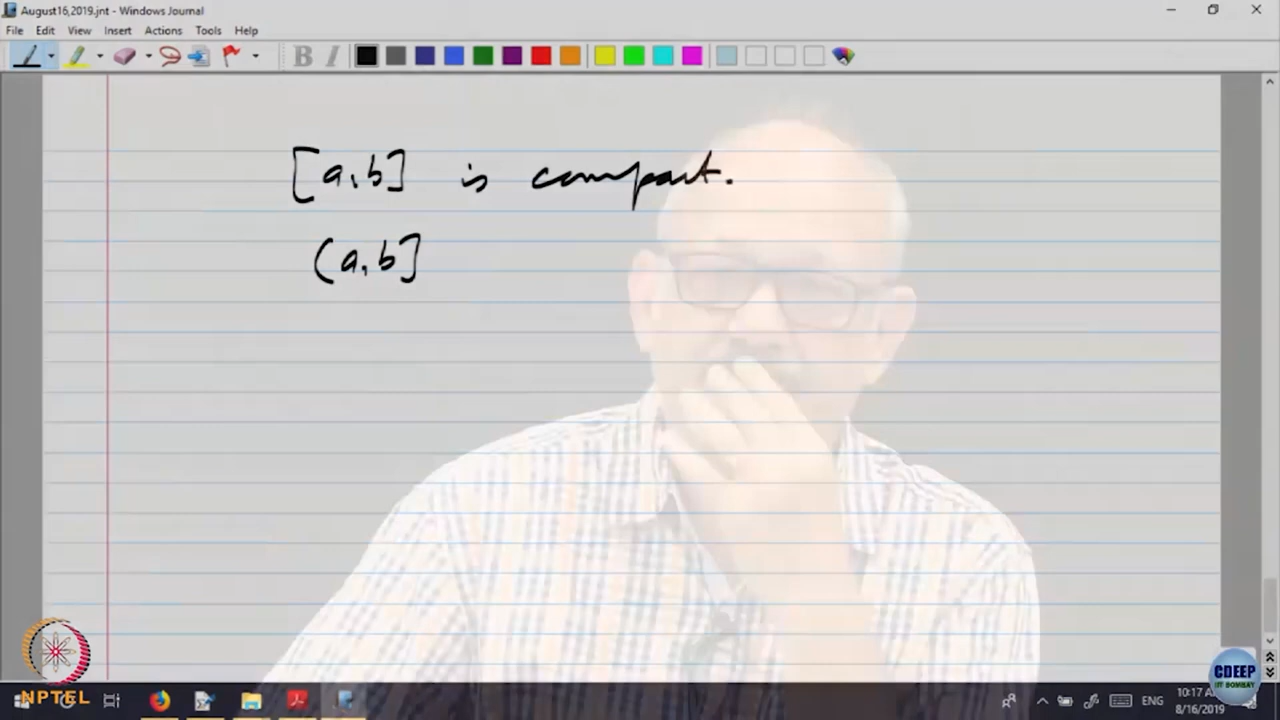 August16,2019.jnt - Windows Journal
File Edit View Insert Actions Tools Help
B I
[a,b] is compact.
(a,b]
NPTEL
ENG
10:17 A
8/16/2019
CDEEP
IIT BOMBAY